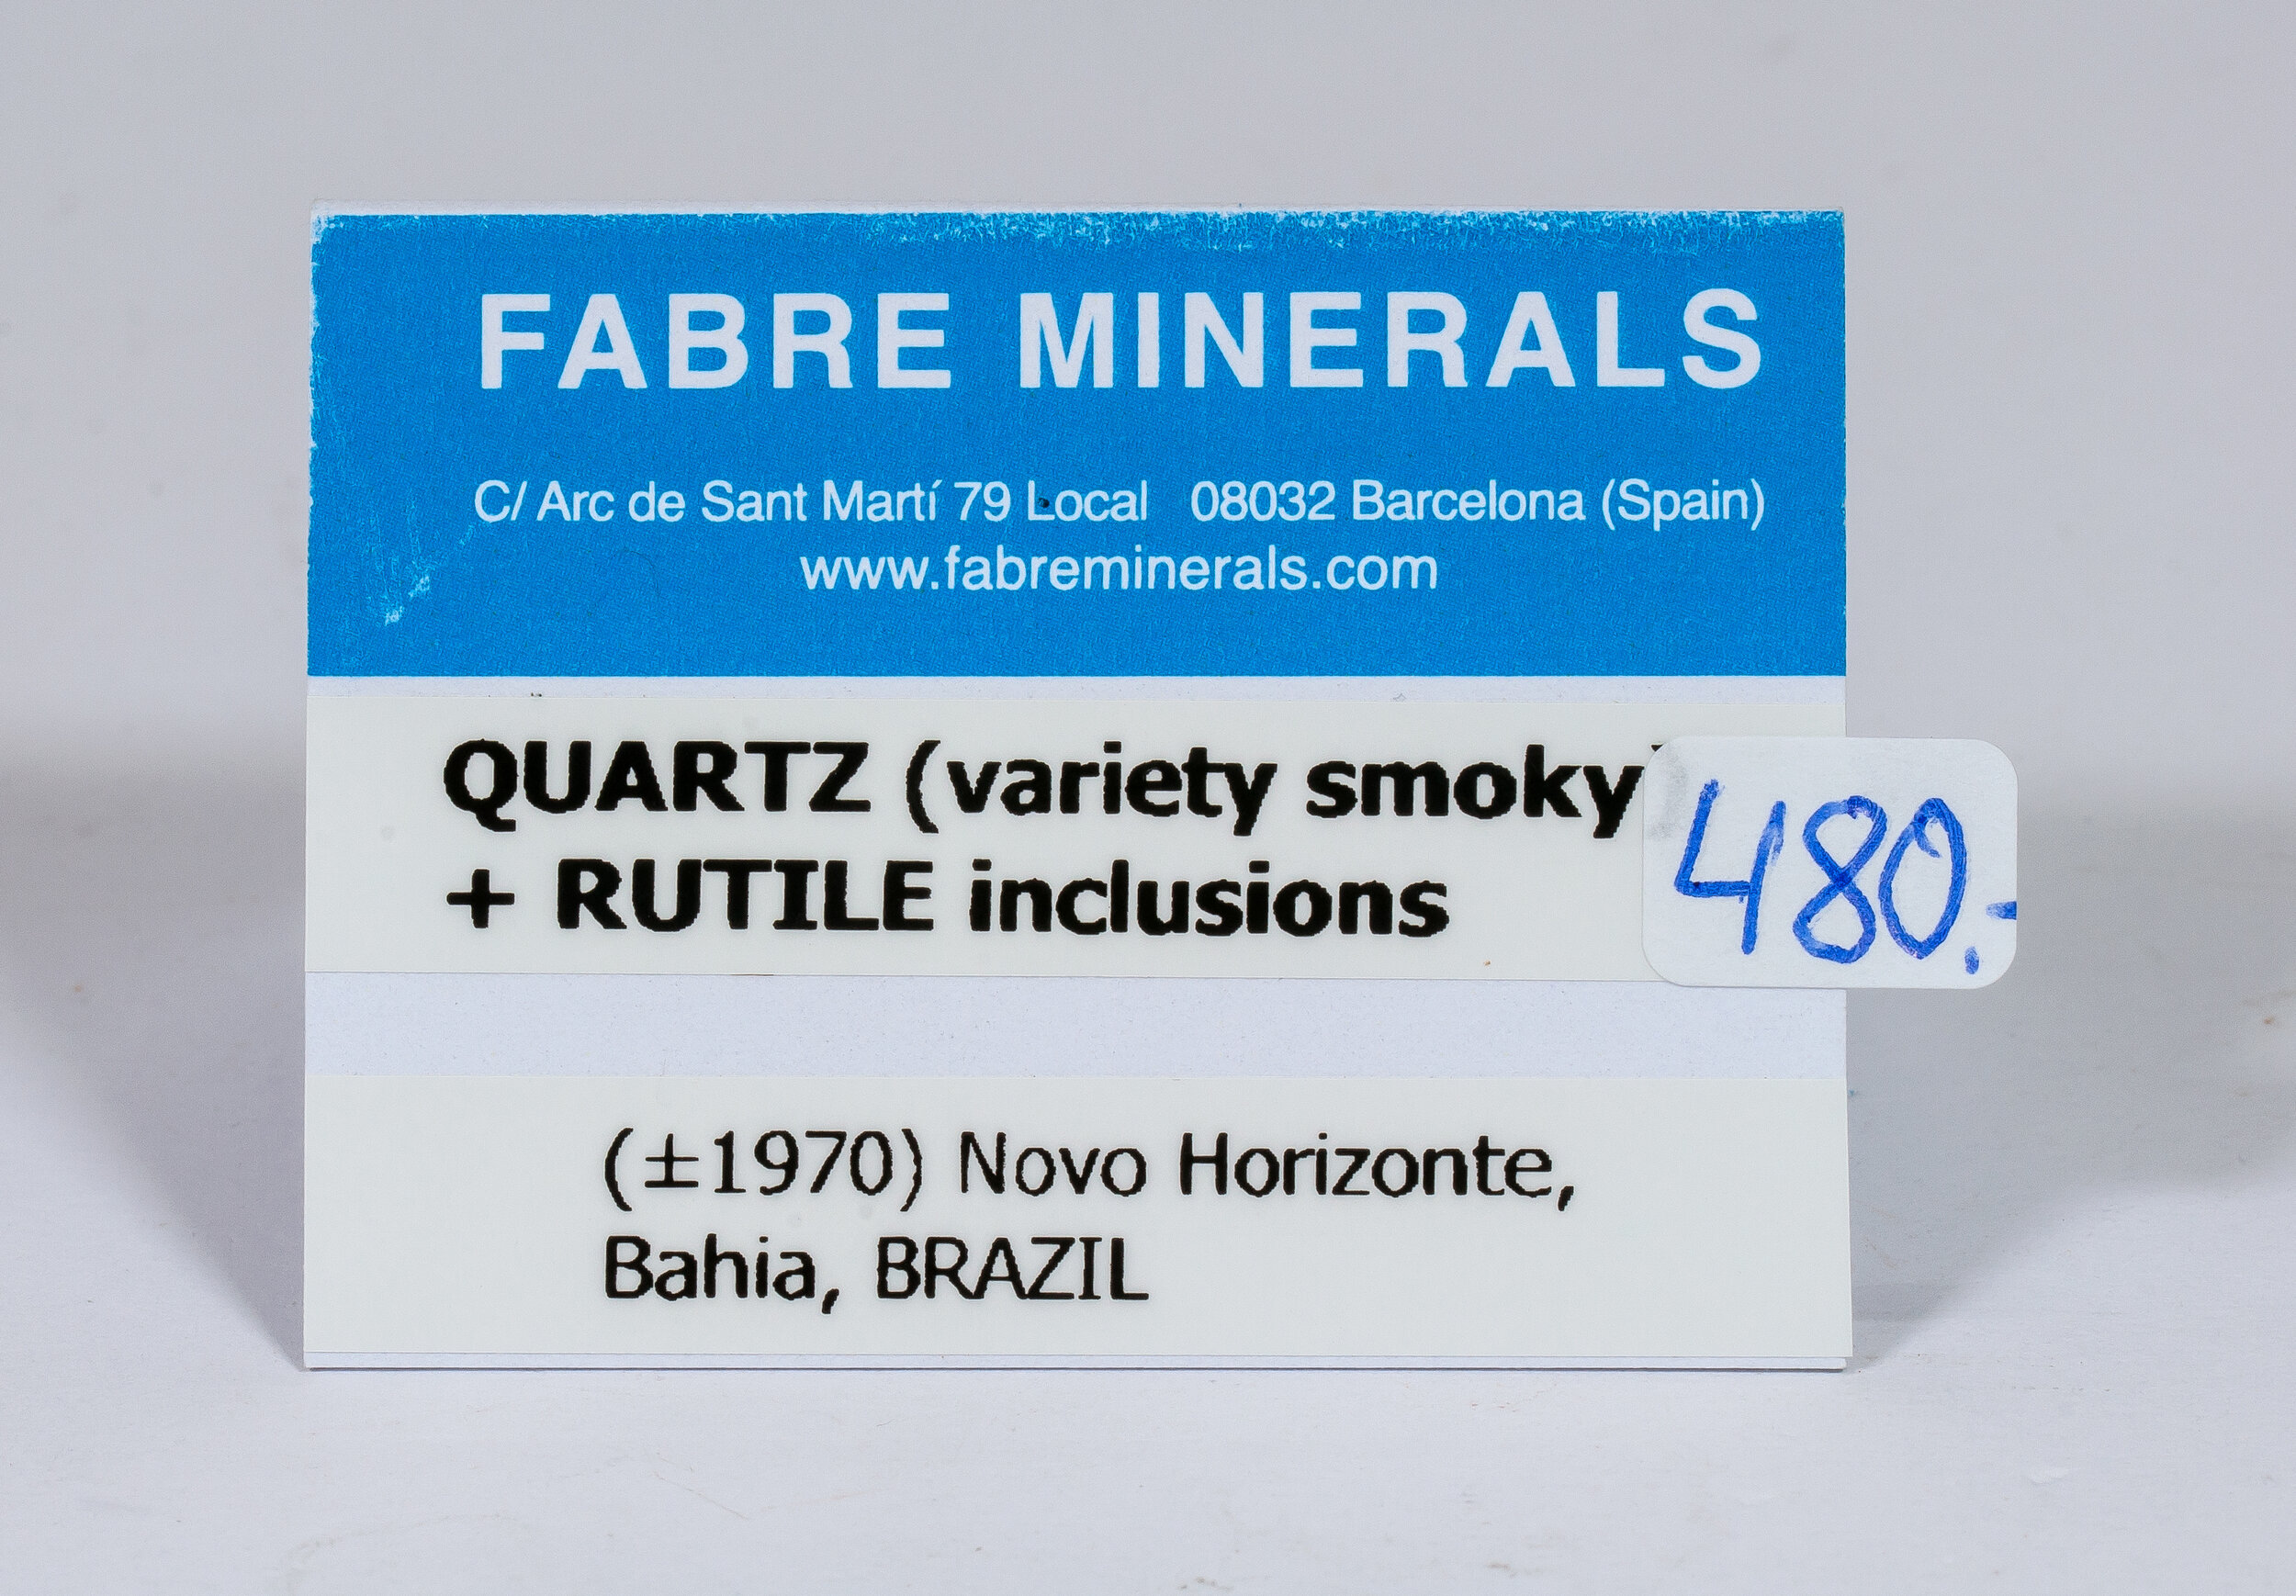 FABRE MINERALS
C/ Arc de Sant Martí 79 Local 08032 Barcelona (Spain)
www.fabreminerals.com
QUARTZ (variety smoky)
+ RUTILE inclusions
480.-
(±1970) Novo Horizonte,
Bahia, BRAZIL